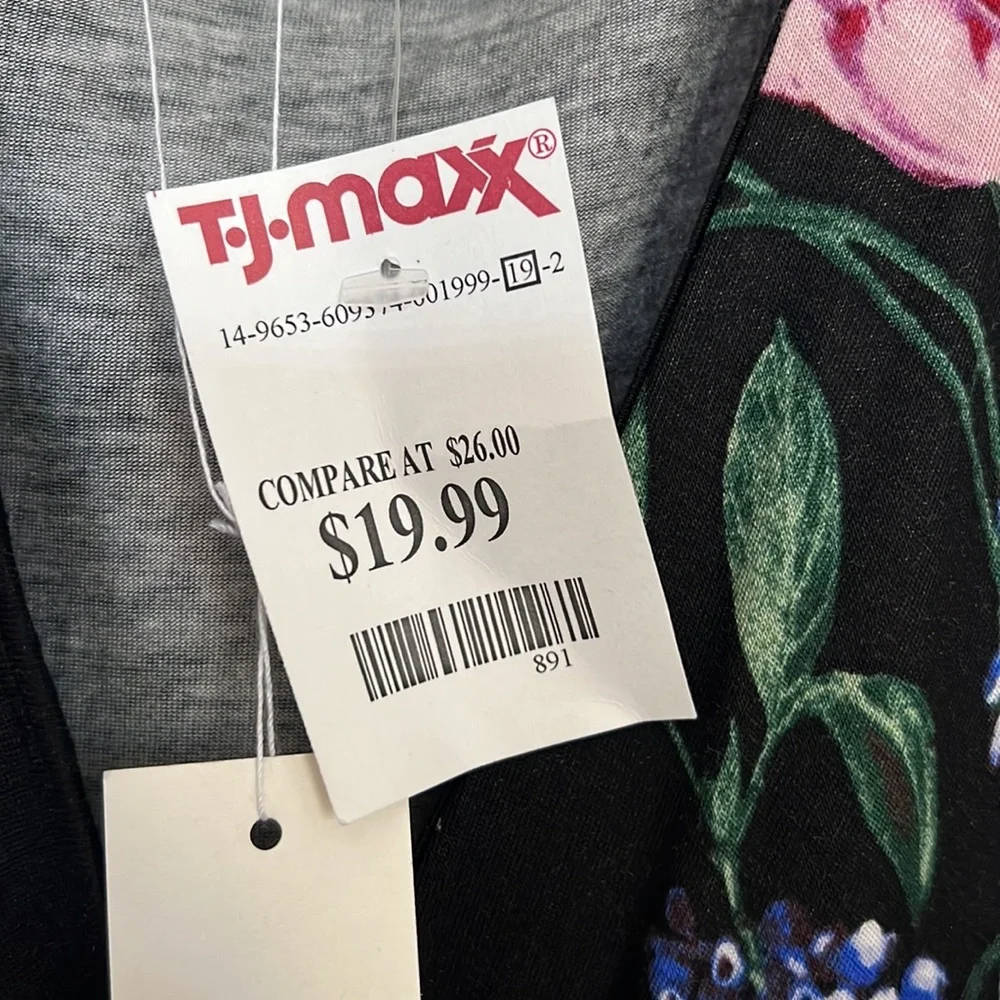 T·J·maxx®
14-9653-609374-001999-19-2
COMPARE AT $26.00
$19.99
891